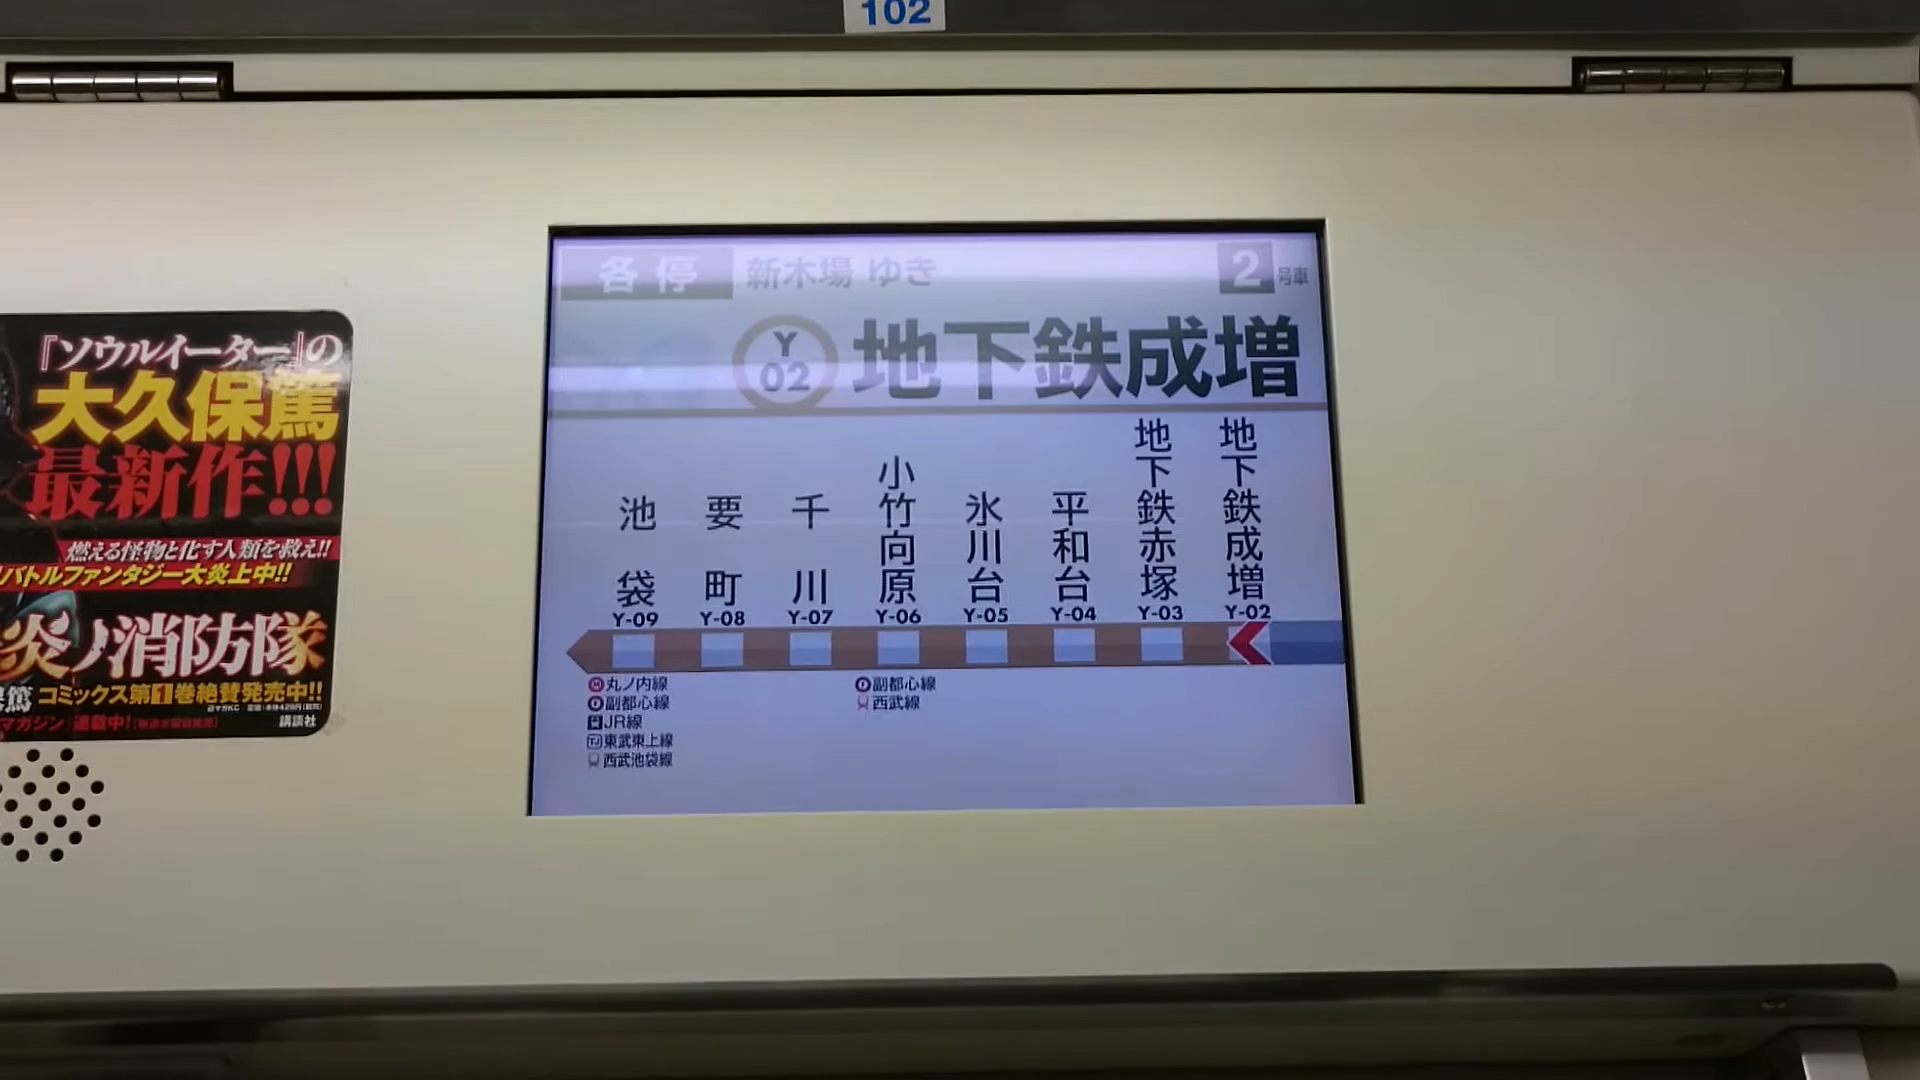 102
各停 新木場 ゆき 2号車
Y 02 地下鉄成増
池袋 要町 千川 小竹向原 氷川台 平和台 地下鉄赤塚 地下鉄成増
Y-09 Y-08 Y-07 Y-06 Y-05 Y-04 Y-03 Y-02
丸ノ内線
副都心線
JR線
TJ 東武東上線
西武池袋線
副都心線
西武線
『ソウルイーター』の
大久保篤
最新作!!!
燃える怪物と化す人類を救え!!
バトルファンタジー大炎上中!!
炎ノ消防隊
篤 コミックス第1巻絶賛発売中!!
マガジン 連載中!
講談社